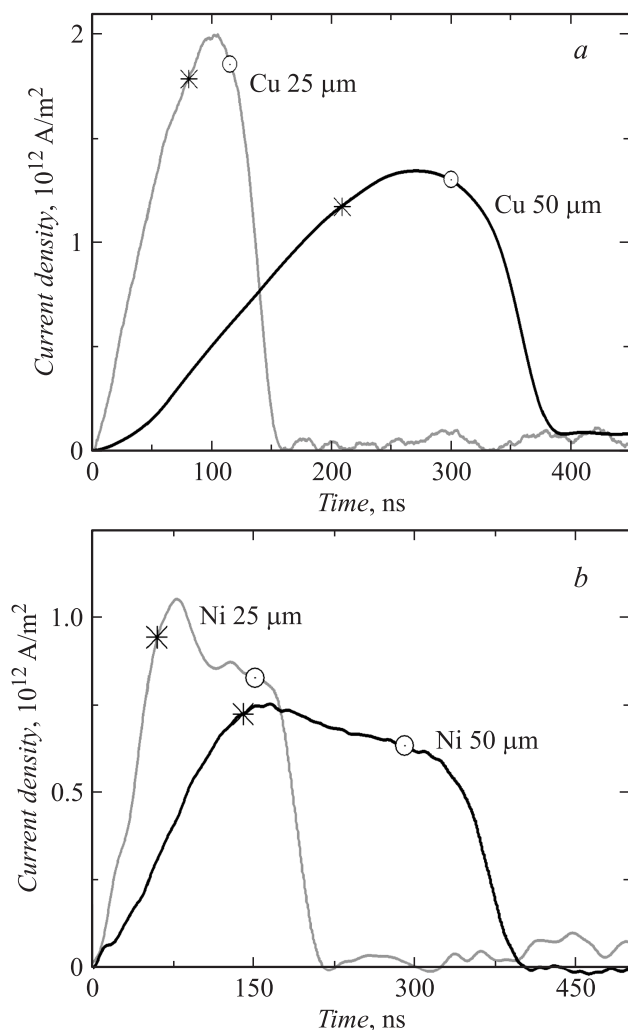 2
a
Cu 25 μm
Cu 50 μm
1
0
Current density, 10¹² A/m²
0 100 200 300 400
Time, ns
b
1.0
Ni 25 μm
Ni 50 μm
0.5
0
Current density, 10¹² A/m²
0 150 300 450
Time, ns